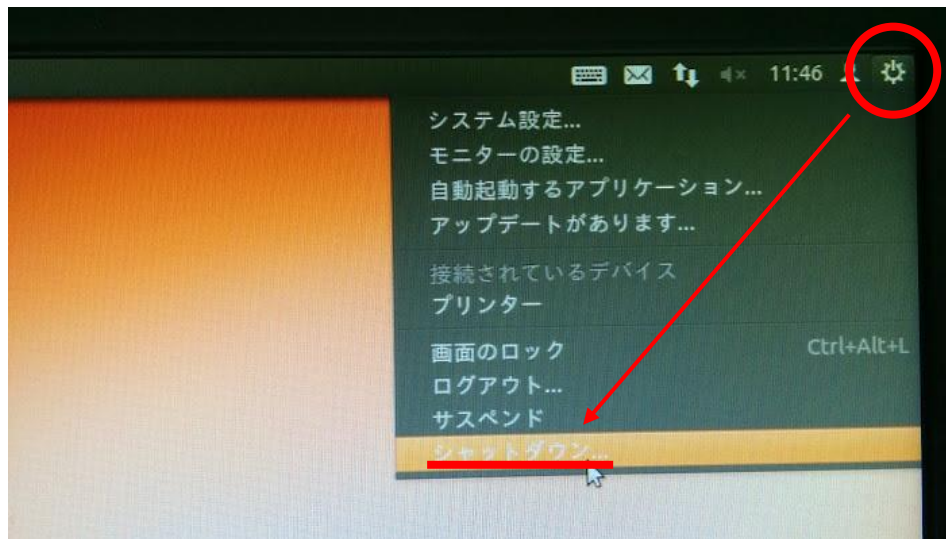 11:46
システム設定...
モニターの設定...
自動起動するアプリケーション...
アップデートがあります...
接続されているデバイス
プリンター
画面のロック Ctrl+Alt+L
ログアウト...
サスペンド
シャットダウン...